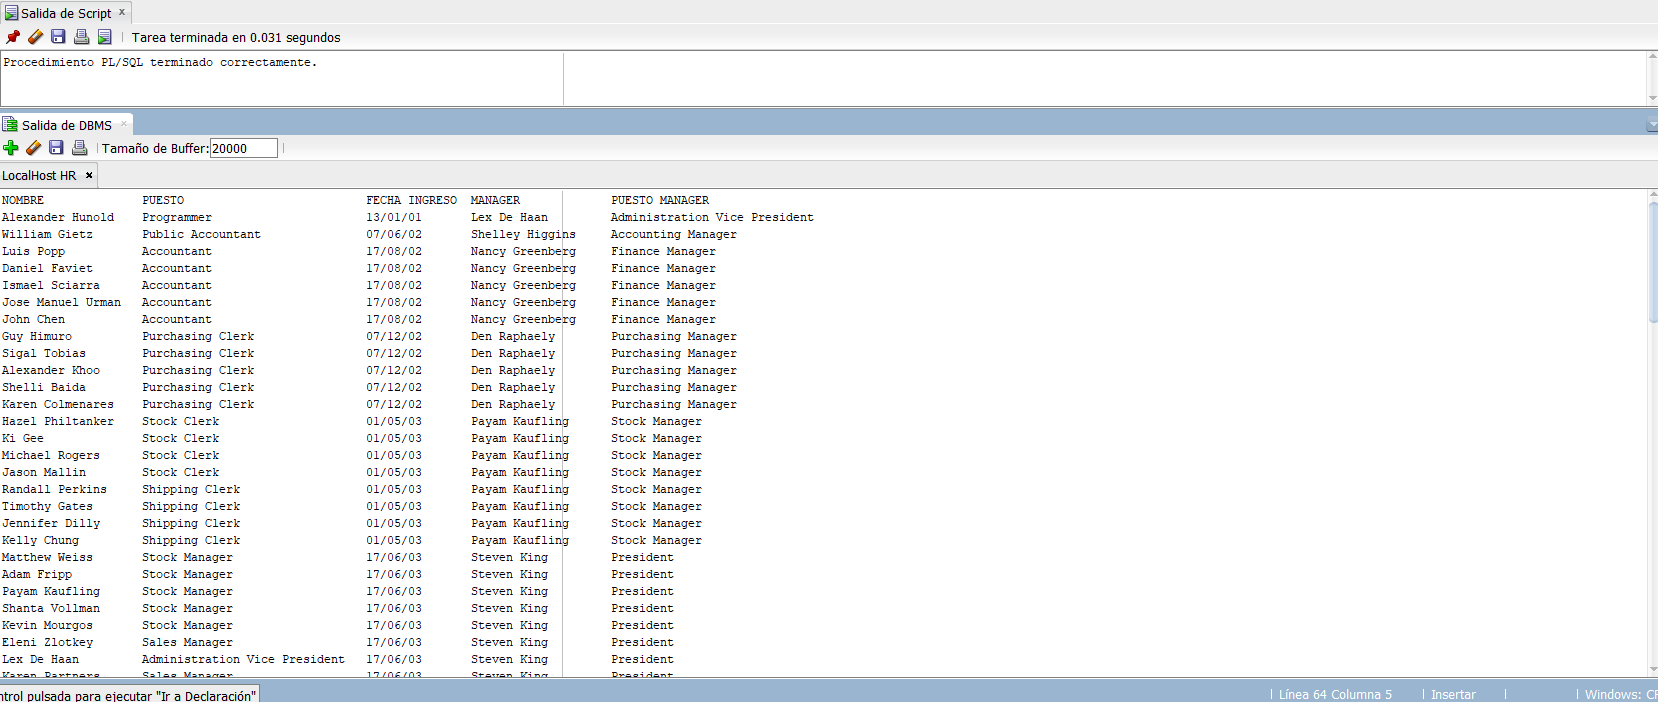 Salida de Script x
Tarea terminada en 0.031 segundos
Procedimiento PL/SQL terminado correctamente.
Salida de DBMS x
Tamaño de Buffer: 20000
LocalHost HR x
NOMBRE PUESTO FECHA INGRESO MANAGER PUESTO MANAGER
Alexander Hunold Programmer 13/01/01 Lex De Haan Administration Vice President
William Gietz Public Accountant 07/06/02 Shelley Higgins Accounting Manager
Luis Popp Accountant 17/08/02 Nancy Greenberg Finance Manager
Daniel Faviet Accountant 17/08/02 Nancy Greenberg Finance Manager
Ismael Sciarra Accountant 17/08/02 Nancy Greenberg Finance Manager
Jose Manuel Urman Accountant 17/08/02 Nancy Greenberg Finance Manager
John Chen Accountant 17/08/02 Nancy Greenberg Finance Manager
Guy Himuro Purchasing Clerk 07/12/02 Den Raphaely Purchasing Manager
Sigal Tobias Purchasing Clerk 07/12/02 Den Raphaely Purchasing Manager
Alexander Khoo Purchasing Clerk 07/12/02 Den Raphaely Purchasing Manager
Shelli Baida Purchasing Clerk 07/12/02 Den Raphaely Purchasing Manager
Karen Colmenares Purchasing Clerk 07/12/02 Den Raphaely Purchasing Manager
Hazel Philtanker Stock Clerk 01/05/03 Payam Kaufling Stock Manager
Ki Gee Stock Clerk 01/05/03 Payam Kaufling Stock Manager
Michael Rogers Stock Clerk 01/05/03 Payam Kaufling Stock Manager
Jason Mallin Stock Clerk 01/05/03 Payam Kaufling Stock Manager
Randall Perkins Shipping Clerk 01/05/03 Payam Kaufling Stock Manager
Timothy Gates Shipping Clerk 01/05/03 Payam Kaufling Stock Manager
Jennifer Dilly Shipping Clerk 01/05/03 Payam Kaufling Stock Manager
Kelly Chung Shipping Clerk 01/05/03 Payam Kaufling Stock Manager
Matthew Weiss Stock Manager 17/06/03 Steven King President
Adam Fripp Stock Manager 17/06/03 Steven King President
Payam Kaufling Stock Manager 17/06/03 Steven King President
Shanta Vollman Stock Manager 17/06/03 Steven King President
Kevin Mourgos Stock Manager 17/06/03 Steven King President
Eleni Zlotkey Sales Manager 17/06/03 Steven King President
Lex De Haan Administration Vice President 17/06/03 Steven King President
Karen Partners Sales Manager 17/06/03 Steven King President
ntrol pulsada para ejecutar "Ir a Declaración" Línea 64 Columna 5 Insertar Windows: CR